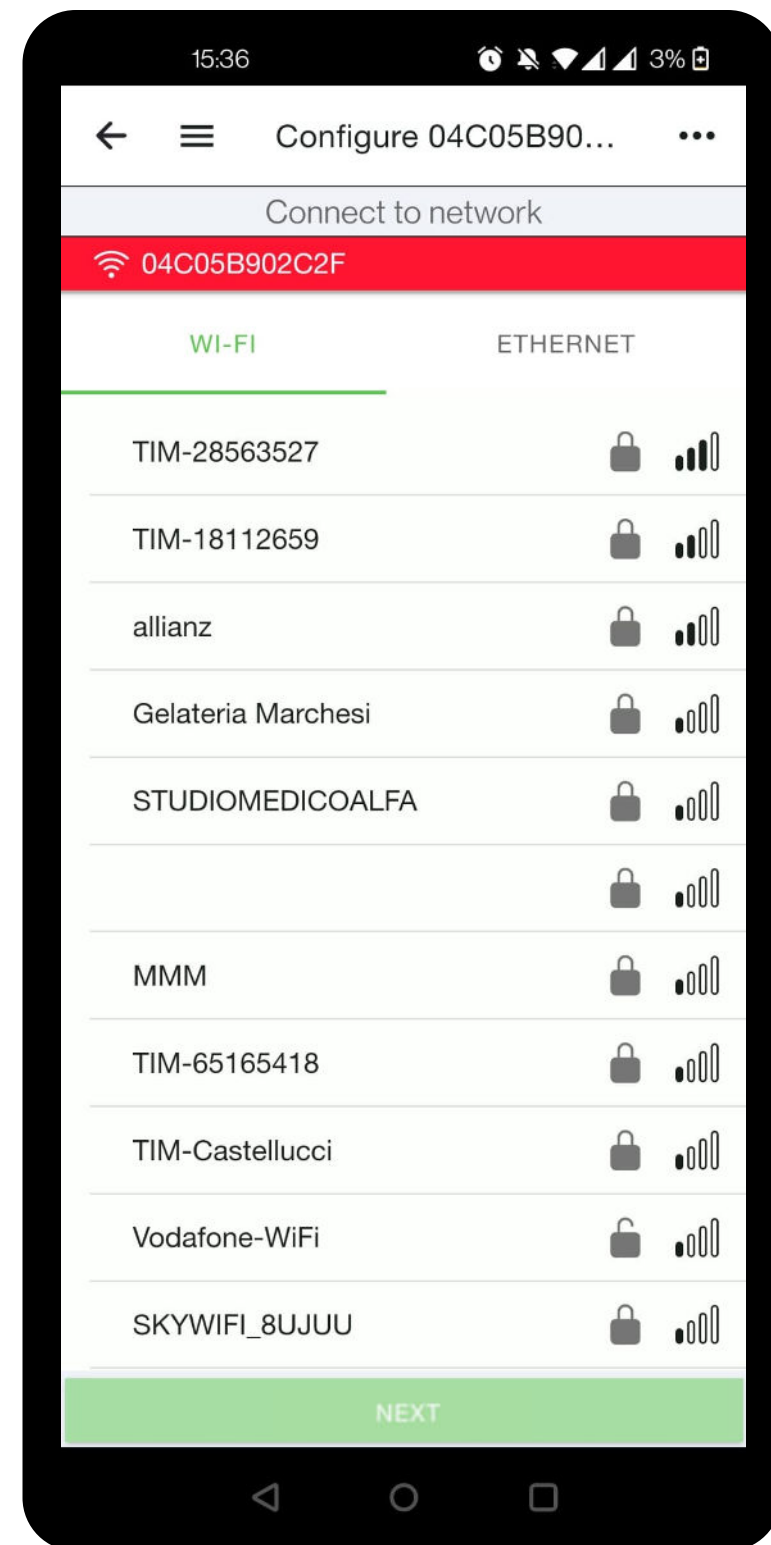 15:36 3%
Configure 04C05B90...
Connect to network
04C05B902C2F
WI-FI ETHERNET
TIM-28563527
TIM-18112659
allianz
Gelateria Marchesi
STUDIOMEDICOALFA
MMM
TIM-65165418
TIM-Castellucci
Vodafone-WiFi
SKYWIFI_8UJUU
NEXT